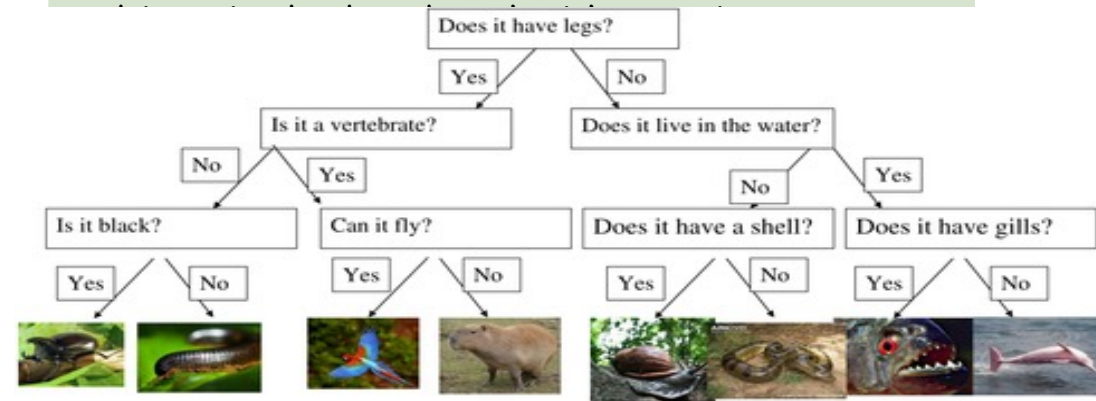 Does it have legs?
Yes
No
Is it a vertebrate?
Does it live in the water?
No
Yes
No
Yes
Is it black?
Can it fly?
Does it have a shell?
Does it have gills?
Yes
No
Yes
No
Yes
No
Yes
No